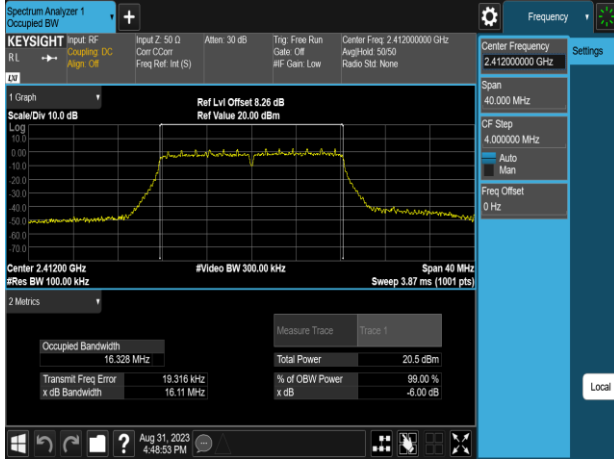 Spectrum Analyzer 1
Occupied BW
+
Frequency
KEYSIGHT
RL
LXI
Input: RF
Coupling: DC
Align: Off
Input Z: 50 Ω
Corr CCorr
Freq Ref: Int (S)
Atten: 30 dB
Trig: Free Run
Gate: Off
#IF Gain: Low
Center Freq: 2.412000000 GHz
Avg|Hold: 50/50
Radio Std: None
Center Frequency
2.412000000 GHz
Settings
Span
40.000 MHz
CF Step
4.000000 MHz
Auto
Man
Freq Offset
0 Hz
Local
1 Graph
Scale/Div 10.0 dB
Ref Lvl Offset 8.26 dB
Ref Value 20.00 dBm
Log
10.0
0.00
-10.0
-20.0
-30.0
-40.0
-50.0
-60.0
-70.0
Center 2.41200 GHz
#Res BW 100.00 kHz
#Video BW 300.00 kHz
Span 40 MHz
Sweep 3.87 ms (1001 pts)
2 Metrics
Measure Trace
Trace 1
Occupied Bandwidth
16.328 MHz
Total Power
20.5 dBm
Transmit Freq Error
19.316 kHz
% of OBW Power
99.00 %
x dB Bandwidth
16.11 MHz
x dB
-6.00 dB
?
Aug 31, 2023
4:48:53 PM